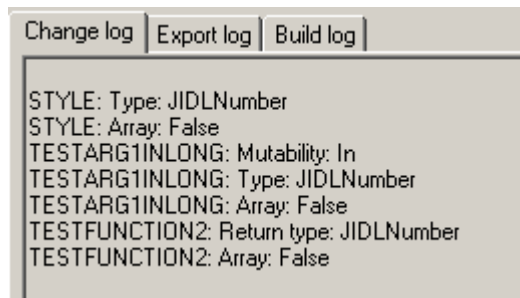 Change log Export log Build log
STYLE: Type: JIDLNumber
STYLE: Array: False
TESTARG1INLONG: Mutability: In
TESTARG1INLONG: Type: JIDLNumber
TESTARG1INLONG: Array: False
TESTFUNCTION2: Return type: JIDLNumber
TESTFUNCTION2: Array: False